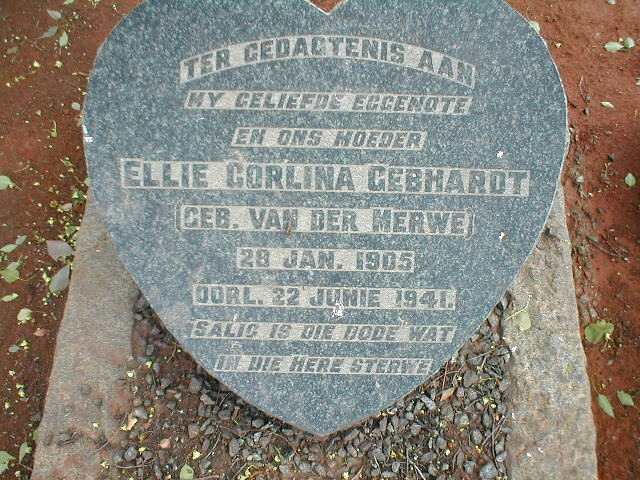 TER GEDAGTENIS AAN
MY GELIEFDE EGGENOTE
EN ONS MOEDER
ELLIE CORLINA GEBHARDT
(GEB. VAN DER MERWE)
28 JAN. 1905
OORL. 22 JUNIE 1941.
SALIG IS DIE DODE WAT
IN DIE HERE STERWE